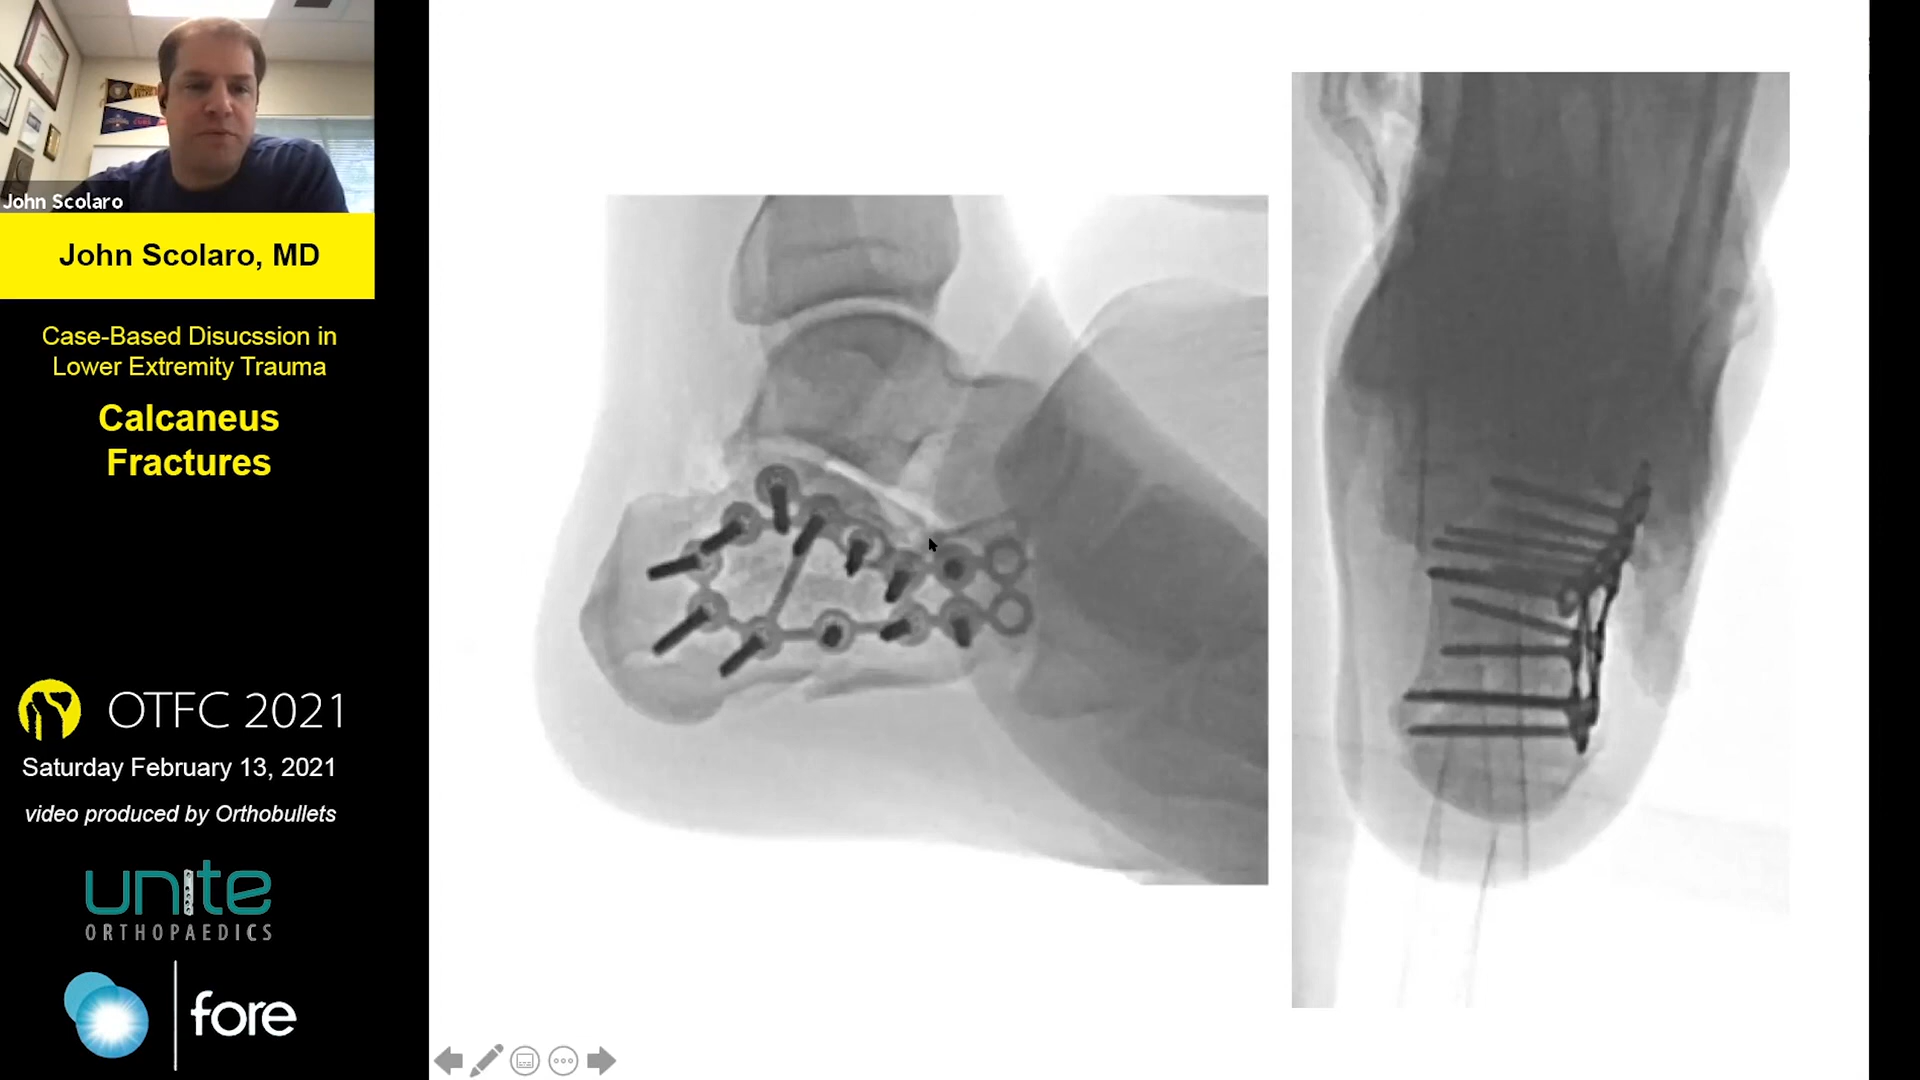 John Scolaro
John Scolaro, MD
Case-Based Disucssion in
Lower Extremity Trauma
Calcaneus
Fractures
OTFC 2021
Saturday February 13, 2021
video produced by Orthobullets
unite
ORTHOPAEDICS
fore